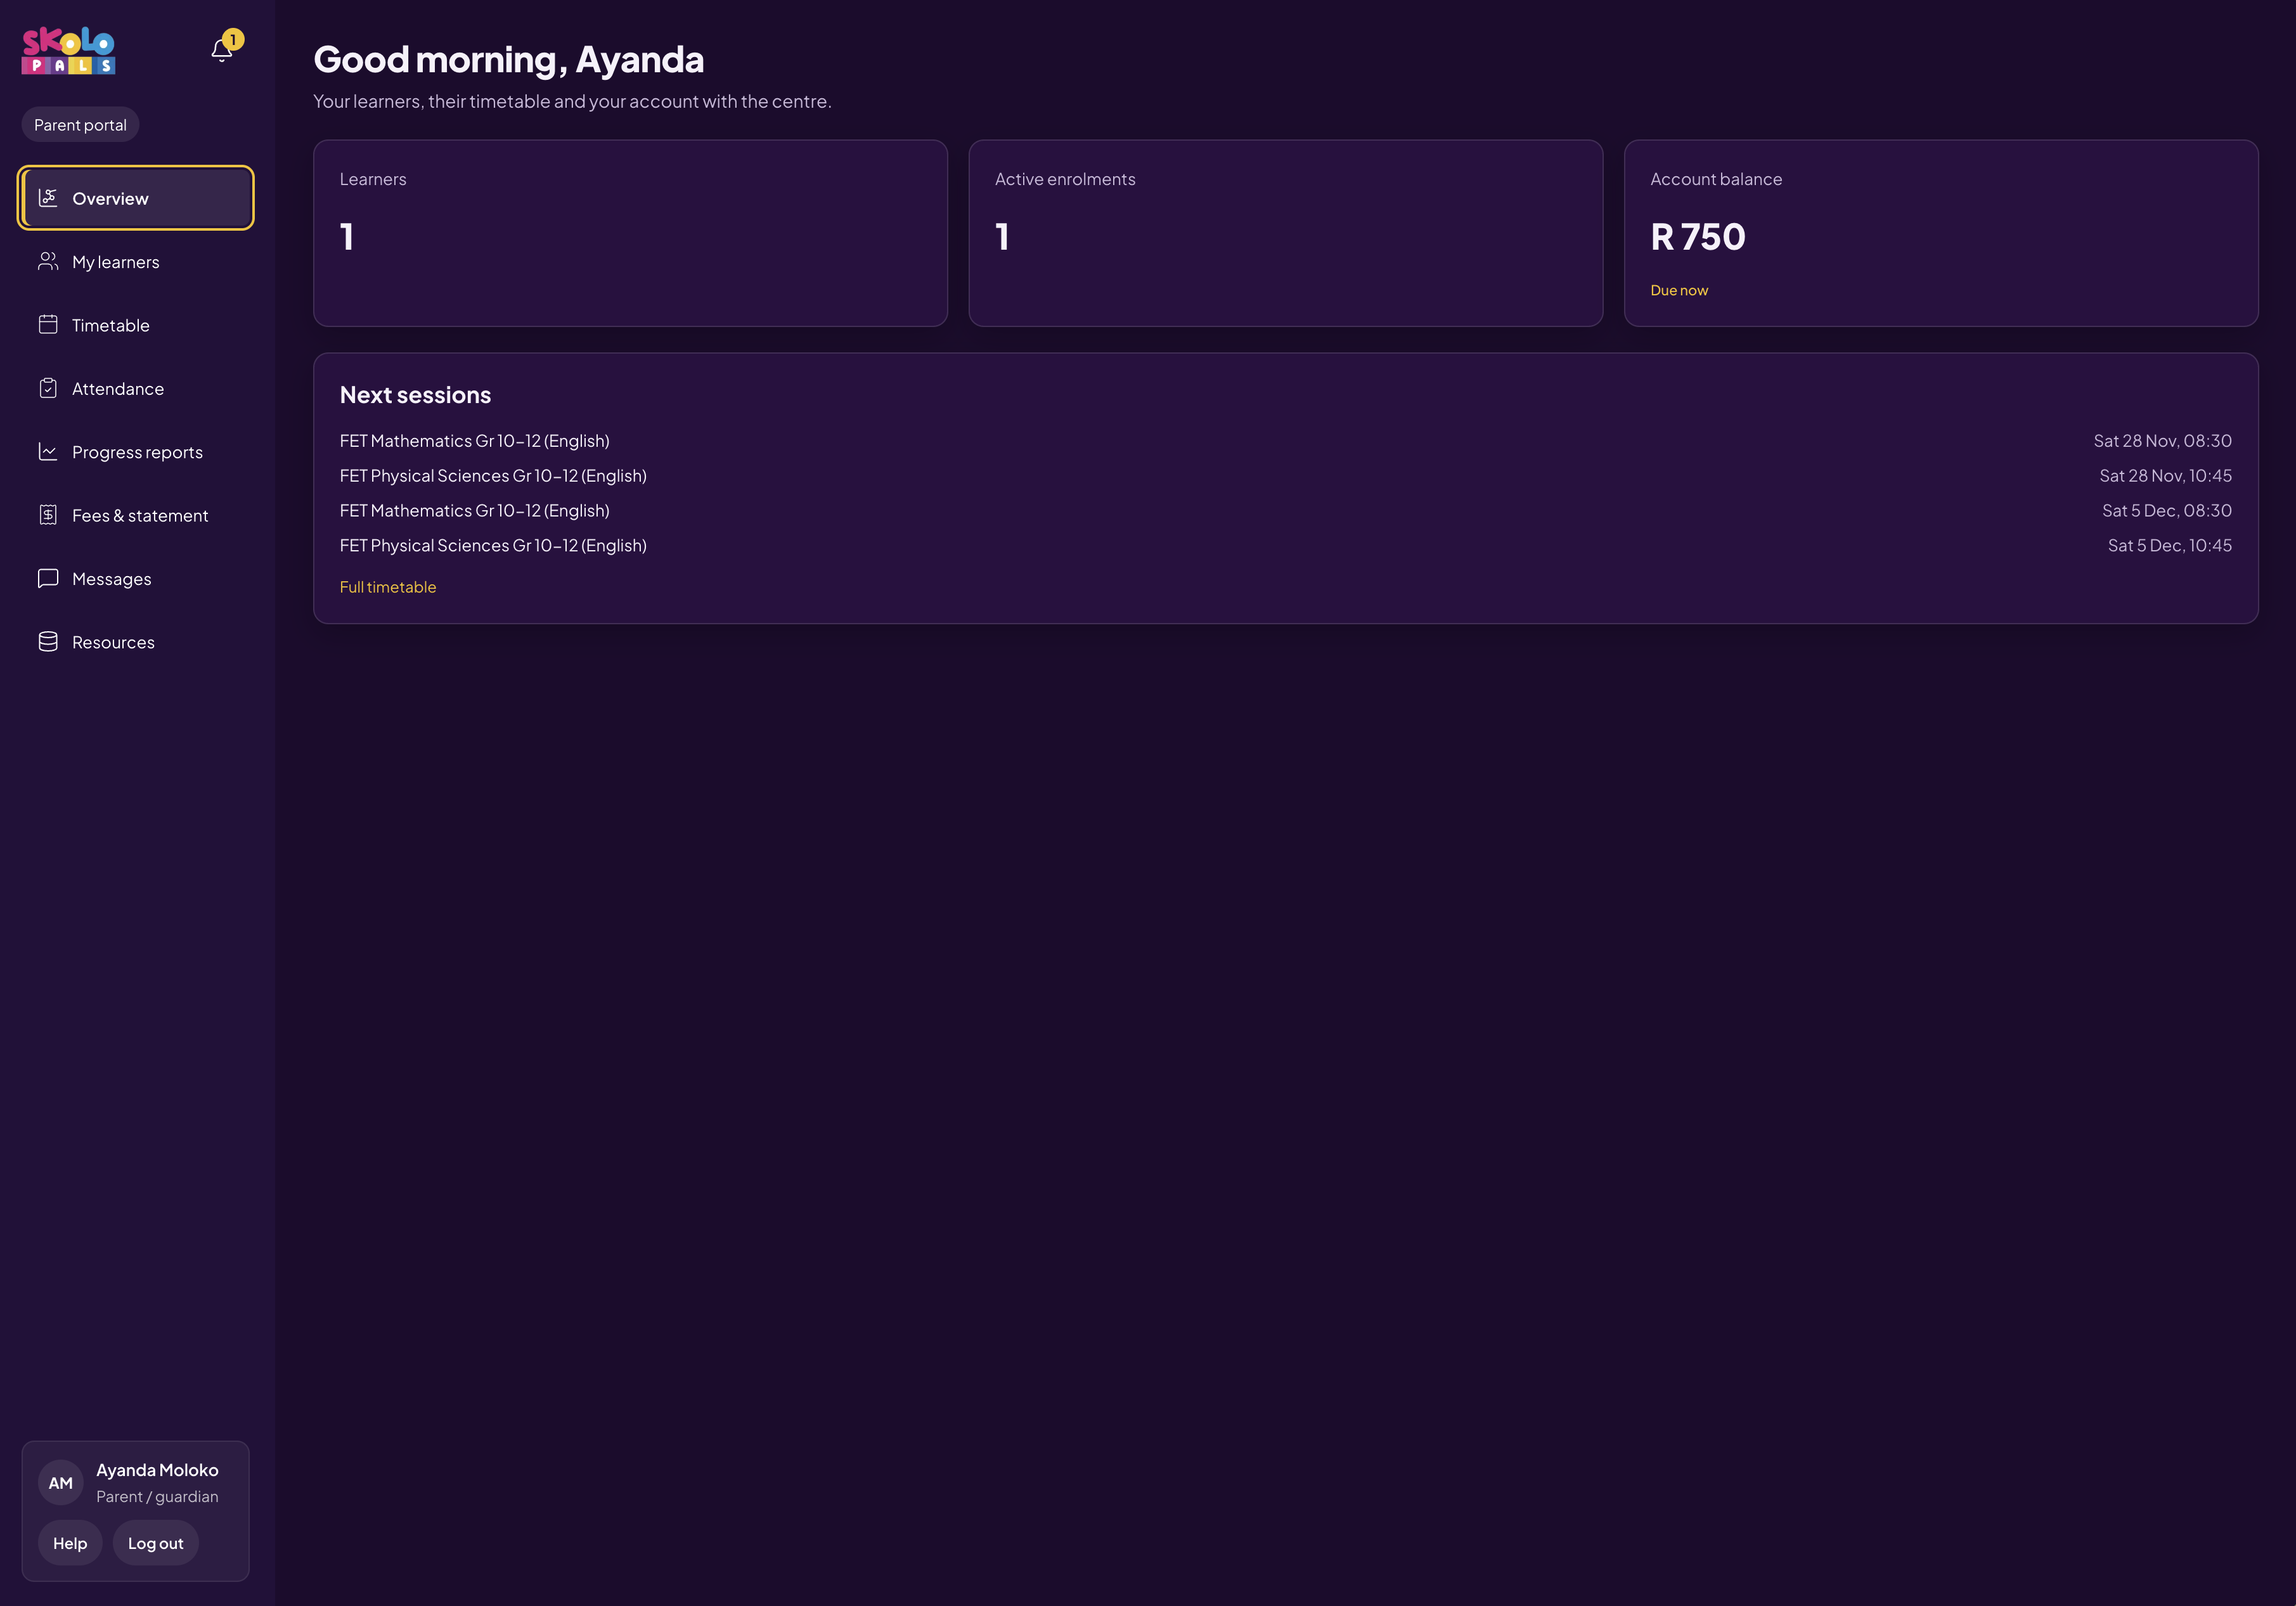 SKOLO
PALS
1
Parent portal
Overview
My learners
Timetable
Attendance
Progress reports
Fees & statement
Messages
Resources
AM
Ayanda Moloko
Parent / guardian
Help
Log out
Good morning, Ayanda
Your learners, their timetable and your account with the centre.
Learners
1
Active enrolments
1
Account balance
R 750
Due now
Next sessions
FET Mathematics Gr 10–12 (English) Sat 28 Nov, 08:30
FET Physical Sciences Gr 10–12 (English) Sat 28 Nov, 10:45
FET Mathematics Gr 10–12 (English) Sat 5 Dec, 08:30
FET Physical Sciences Gr 10–12 (English) Sat 5 Dec, 10:45
Full timetable